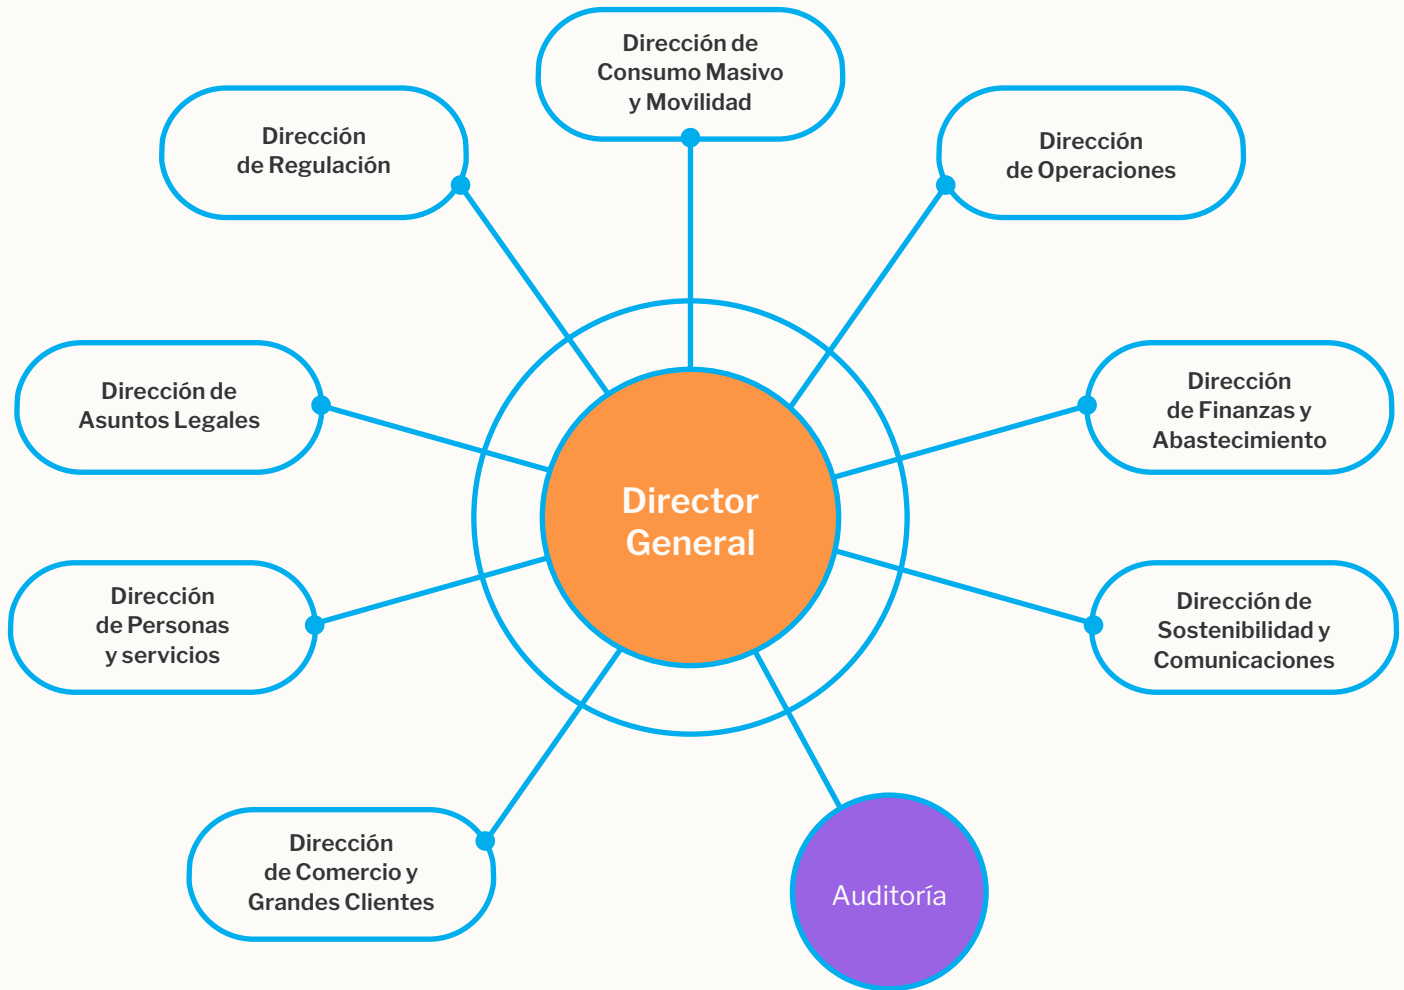 Dirección de
Consumo Masivo
y Movilidad
Dirección
de Regulación
Dirección
de Operaciones
Dirección de
Asuntos Legales
Dirección
de Finanzas y
Abastecimiento
Director
General
Dirección
de Personas
y servicios
Dirección de
Sostenibilidad y
Comunicaciones
Dirección
de Comercio y
Grandes Clientes
Auditoría